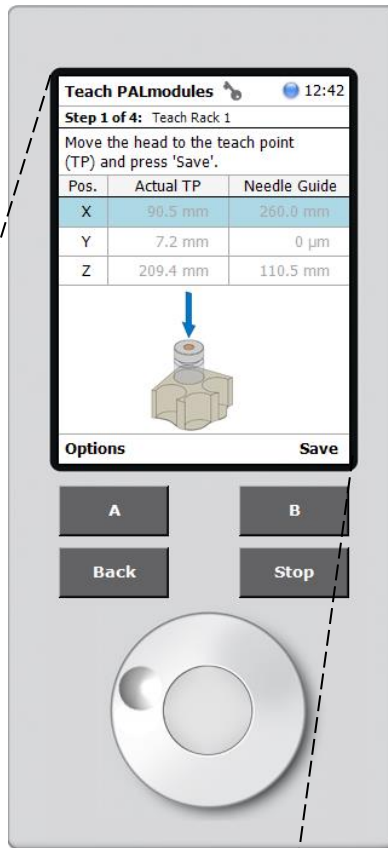 Teach PALmodules 12:42
Step 1 of 4: Teach Rack 1
Move the head to the teach point
(TP) and press 'Save'.
Pos. Actual TP Needle Guide
X 90.5 mm 260.0 mm
Y 7.2 mm 0 µm
Z 209.4 mm 110.5 mm
Options Save
A B
Back Stop